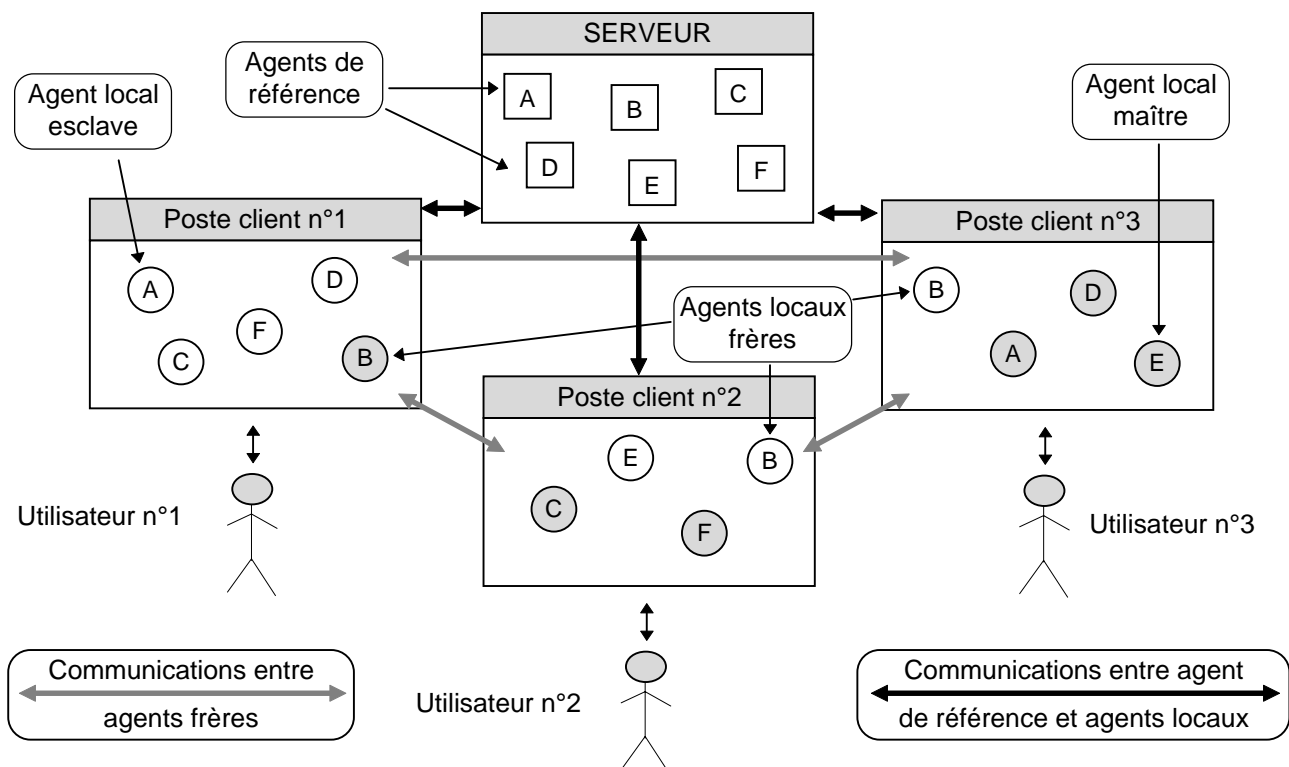 SERVEUR
Agents de
référence
Agent local
esclave
Agent local
maître
A
B
C
D
E
F
Poste client n°1
Poste client n°3
A
D
F
C
B
B
D
A
E
Agents locaux
frères
Poste client n°2
E
B
C
F
Utilisateur n°1
Utilisateur n°3
Utilisateur n°2
Communications entre
agents frères
Communications entre agent
de référence et agents locaux